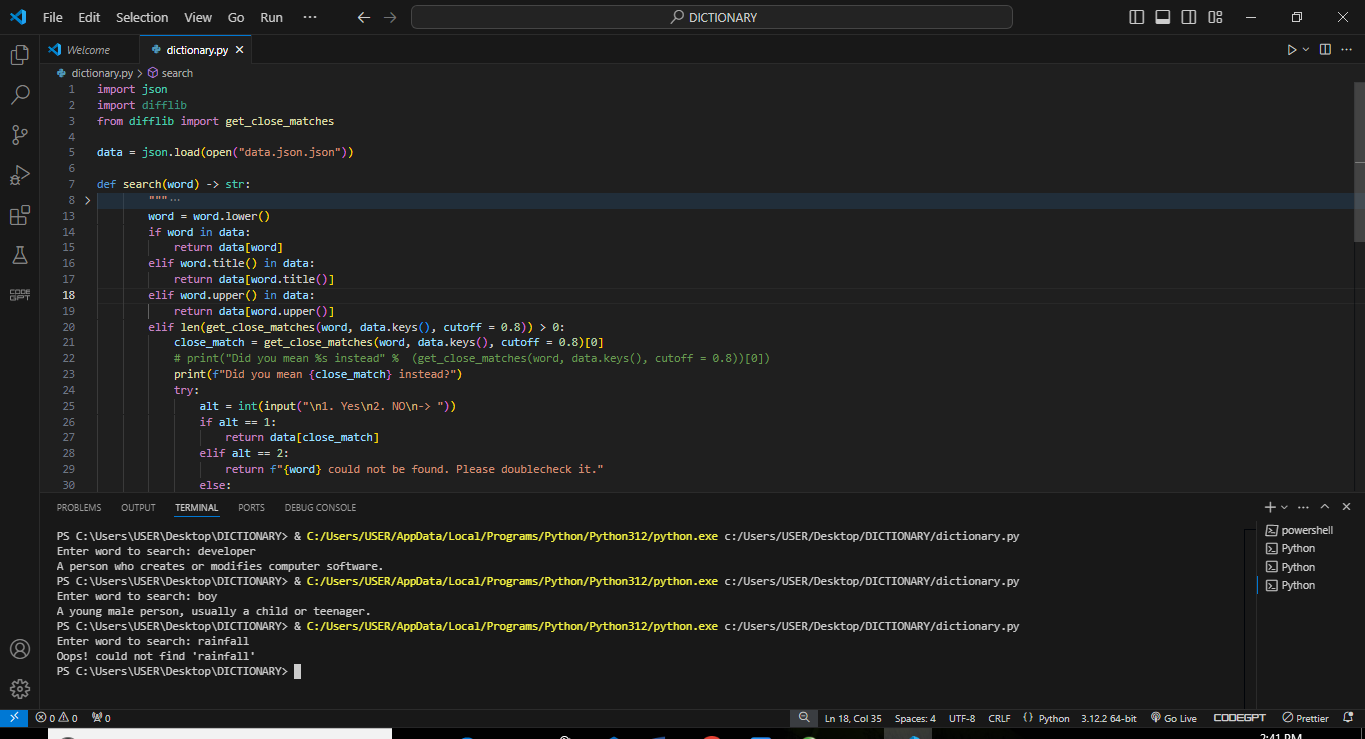 File Edit Selection View Go Run ··· DICTIONARY
Welcome dictionary.py
dictionary.py > search
1 import json
2 import difflib
3 from difflib import get_close_matches
4
5 data = json.load(open("data.json.json"))
6
7 def search(word) -> str:
8 """···
13 word = word.lower()
14 if word in data:
15 return data[word]
16 elif word.title() in data:
17 return data[word.title()]
18 elif word.upper() in data:
19 return data[word.upper()]
20 elif len(get_close_matches(word, data.keys(), cutoff = 0.8)) > 0:
21 close_match = get_close_matches(word, data.keys(), cutoff = 0.8)[0]
22 # print("Did you mean %s instead" %  (get_close_matches(word, data.keys(), cutoff = 0.8))[0])
23 print(f"Did you mean {close_match} instead?")
24 try:
25 alt = int(input("\n1. Yes\n2. NO\n-> "))
26 if alt == 1:
27 return data[close_match]
28 elif alt == 2:
29 return f"{word} could not be found. Please doublecheck it."
30 else:
PROBLEMS OUTPUT TERMINAL PORTS DEBUG CONSOLE
PS C:\Users\USER\Desktop\DICTIONARY> & C:/Users/USER/AppData/Local/Programs/Python/Python312/python.exe c:/Users/USER/Desktop/DICTIONARY/dictionary.py
Enter word to search: developer
A person who creates or modifies computer software.
PS C:\Users\USER\Desktop\DICTIONARY> & C:/Users/USER/AppData/Local/Programs/Python/Python312/python.exe c:/Users/USER/Desktop/DICTIONARY/dictionary.py
Enter word to search: boy
A young male person, usually a child or teenager.
PS C:\Users\USER\Desktop\DICTIONARY> & C:/Users/USER/AppData/Local/Programs/Python/Python312/python.exe c:/Users/USER/Desktop/DICTIONARY/dictionary.py
Enter word to search: rainfall
Oops! could not find 'rainfall'
PS C:\Users\USER\Desktop\DICTIONARY>
powershell
Python
Python
Python
CODE GPT
0 0 0 Ln 18, Col 35 Spaces: 4 UTF-8 CRLF {} Python 3.12.2 64-bit Go Live CODEGPT Prettier
2:41 PM